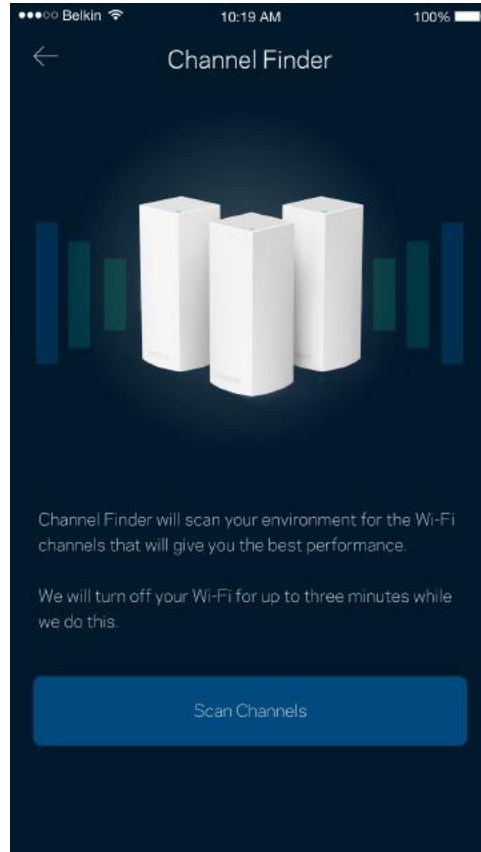 Belkin 10:19 AM 100%
Channel Finder
Channel Finder will scan your environment for the Wi-Fi
channels that will give you the best performance.
We will turn off your Wi-Fi for up to three minutes while
we do this.
Scan Channels